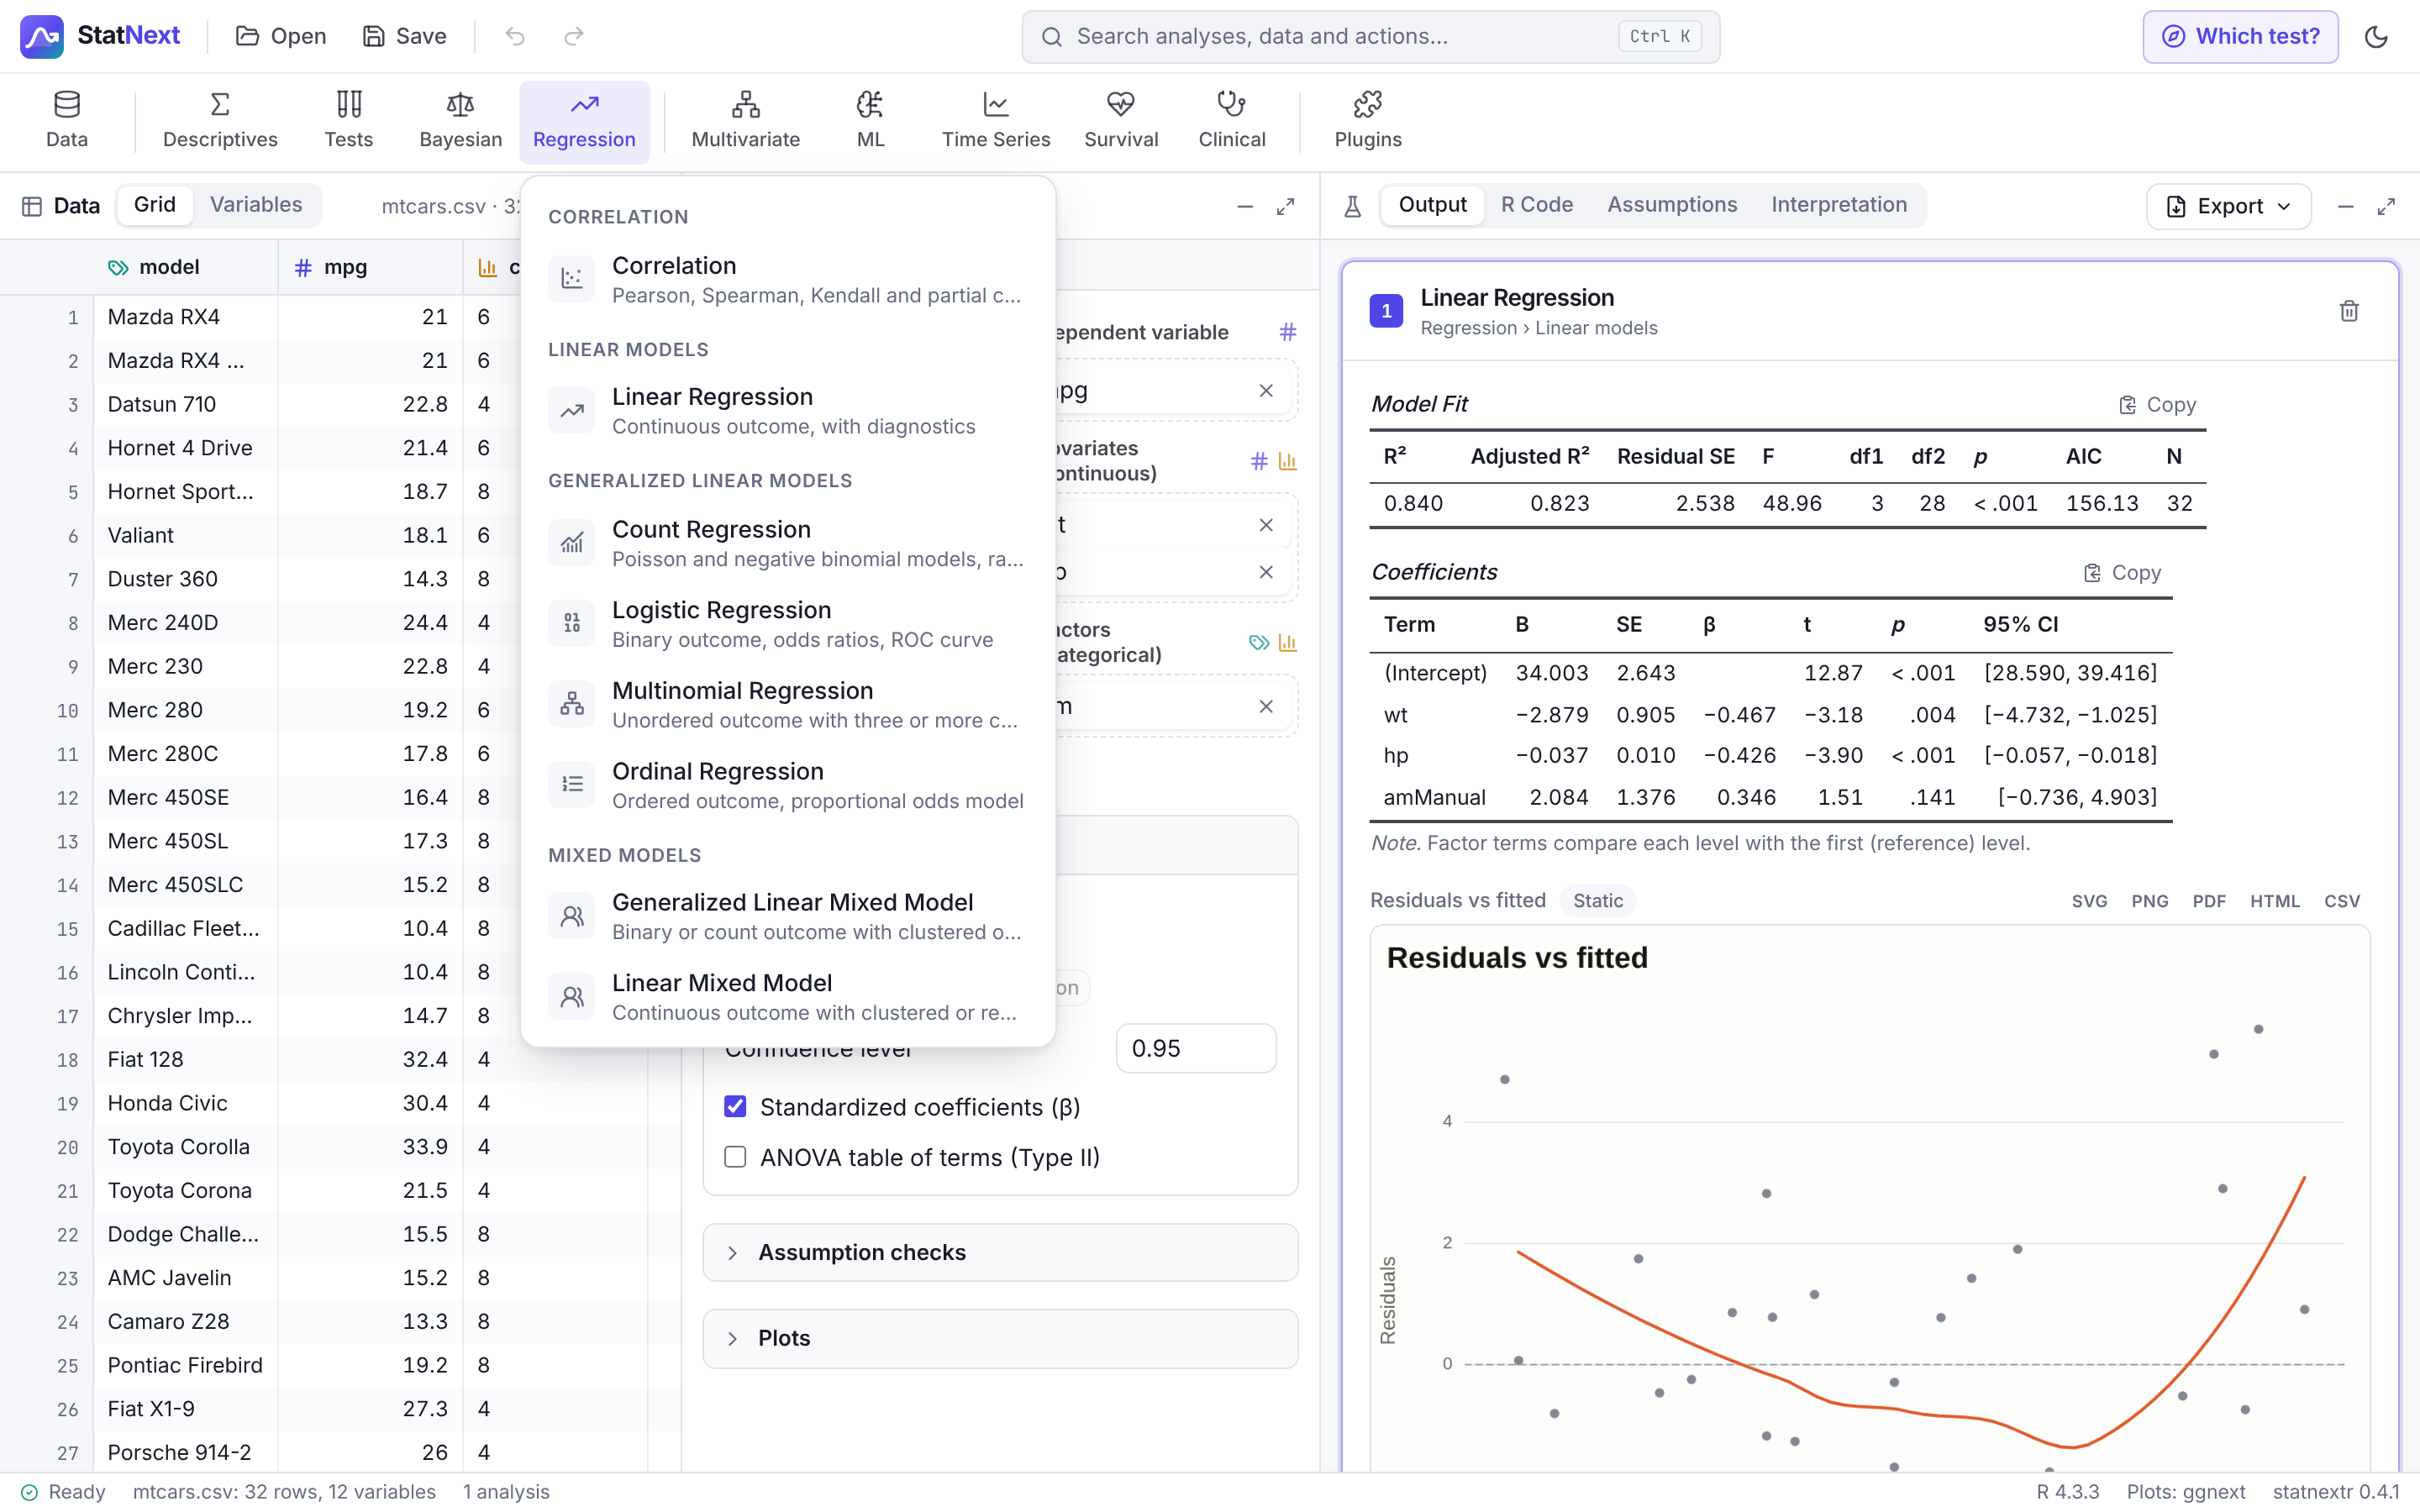 StatNext
Open
Save
Search analyses, data and actions...
Ctrl K
Which test?
Data
Descriptives
Tests
Bayesian
Regression
Multivariate
ML
Time Series
Survival
Clinical
Plugins
Data
Grid
Variables
mtcars.csv · 32
model
mpg
1 Mazda RX4 21 6
2 Mazda RX4 ... 21 6
3 Datsun 710 22.8 4
4 Hornet 4 Drive 21.4 6
5 Hornet Sport... 18.7 8
6 Valiant 18.1 6
7 Duster 360 14.3 8
8 Merc 240D 24.4 4
9 Merc 230 22.8 4
10 Merc 280 19.2 6
11 Merc 280C 17.8 6
12 Merc 450SE 16.4 8
13 Merc 450SL 17.3 8
14 Merc 450SLC 15.2 8
15 Cadillac Fleet... 10.4 8
16 Lincoln Conti... 10.4 8
17 Chrysler Imp... 14.7 8
18 Fiat 128 32.4 4
19 Honda Civic 30.4 4
20 Toyota Corolla 33.9 4
21 Toyota Corona 21.5 4
22 Dodge Challe... 15.5 8
23 AMC Javelin 15.2 8
24 Camaro Z28 13.3 8
25 Pontiac Firebird 19.2 8
26 Fiat X1-9 27.3 4
27 Porsche 914-2 26 4
CORRELATION
Correlation
Pearson, Spearman, Kendall and partial c...
LINEAR MODELS
Linear Regression
Continuous outcome, with diagnostics
GENERALIZED LINEAR MODELS
Count Regression
Poisson and negative binomial models, ra...
Logistic Regression
Binary outcome, odds ratios, ROC curve
Multinomial Regression
Unordered outcome with three or more c...
Ordinal Regression
Ordered outcome, proportional odds model
MIXED MODELS
Generalized Linear Mixed Model
Binary or count outcome with clustered o...
Linear Mixed Model
Continuous outcome with clustered or re...
ependent variable
pg
ovariates
ontinuous)
t
actors
ategorical)
m
on
Confidence level
0.95
Standardized coefficients (β)
ANOVA table of terms (Type II)
Assumption checks
Plots
Output
R Code
Assumptions
Interpretation
Export
1
Linear Regression
Regression › Linear models
Model Fit
Copy
R² Adjusted R² Residual SE F df1 df2 p AIC N
0.840 0.823 2.538 48.96 3 28 < .001 156.13 32
Coefficients
Copy
Term B SE β t p 95% CI
(Intercept) 34.003 2.643 12.87 < .001 [28.590, 39.416]
wt −2.879 0.905 −0.467 −3.18 .004 [−4.732, −1.025]
hp −0.037 0.010 −0.426 −3.90 < .001 [−0.057, −0.018]
amManual 2.084 1.376 0.346 1.51 .141 [−0.736, 4.903]
Note. Factor terms compare each level with the first (reference) level.
Residuals vs fitted
Static
SVG PNG PDF HTML CSV
Residuals vs fitted
4
2
0
Residuals
Ready
mtcars.csv: 32 rows, 12 variables
1 analysis
R 4.3.3
Plots: ggnext
statnextr 0.4.1